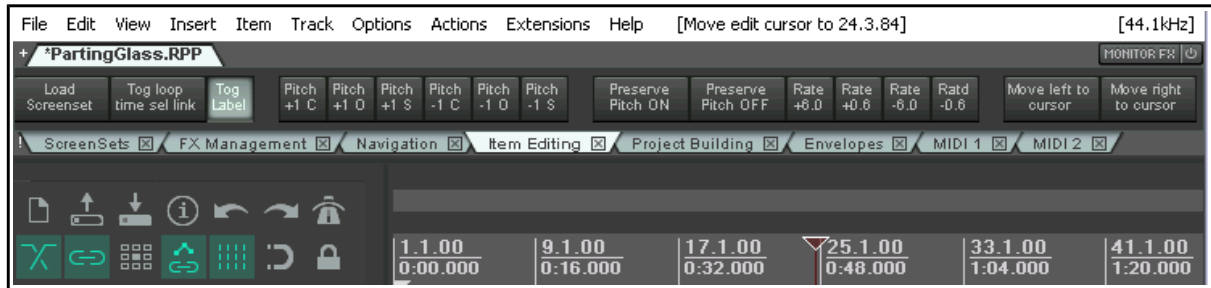 File Edit View Insert Item Track Options Actions Extensions Help [Move edit cursor to 24.3.84] [44.1kHz]
+ *PartingGlass.RPP MONITOR FX
Load Screenset Tog loop time sel link Tog Label Pitch +1 C Pitch +1 O Pitch +1 S Pitch -1 C Pitch -1 O Pitch -1 S Preserve Pitch ON Preserve Pitch OFF Rate +6.0 Rate +0.6 Rate -6.0 Ratd -0.6 Move left to cursor Move right to cursor
! ScreenSets FX Management Navigation Item Editing Project Building Envelopes MIDI 1 MIDI 2
1.1.00 9.1.00 17.1.00 25.1.00 33.1.00 41.1.00
0:00.000 0:16.000 0:32.000 0:48.000 1:04.000 1:20.000